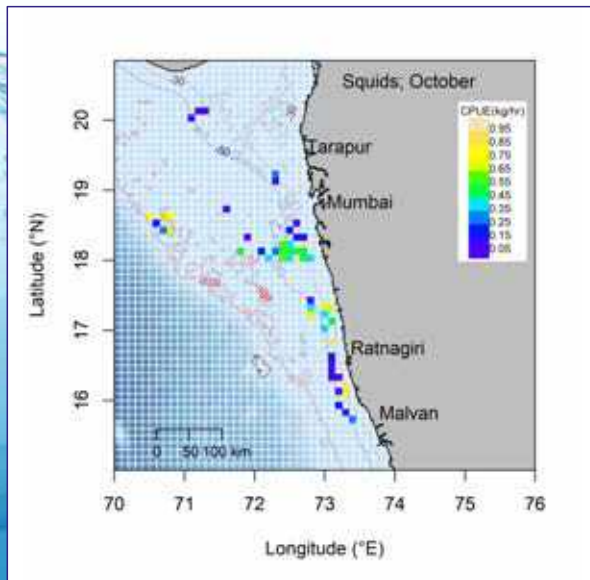 Squids; October
CPUE(kg/hr)
0.95
0.85
0.75
0.65
0.55
0.45
0.35
0.25
0.15
0.05
Tarapur
Mumbai
Ratnagiri
Malvan
-50
0 50 100 km
20
19
18
17
16
Latitude (°N)
70 71 72 73 74 75 76
Longitude (°E)